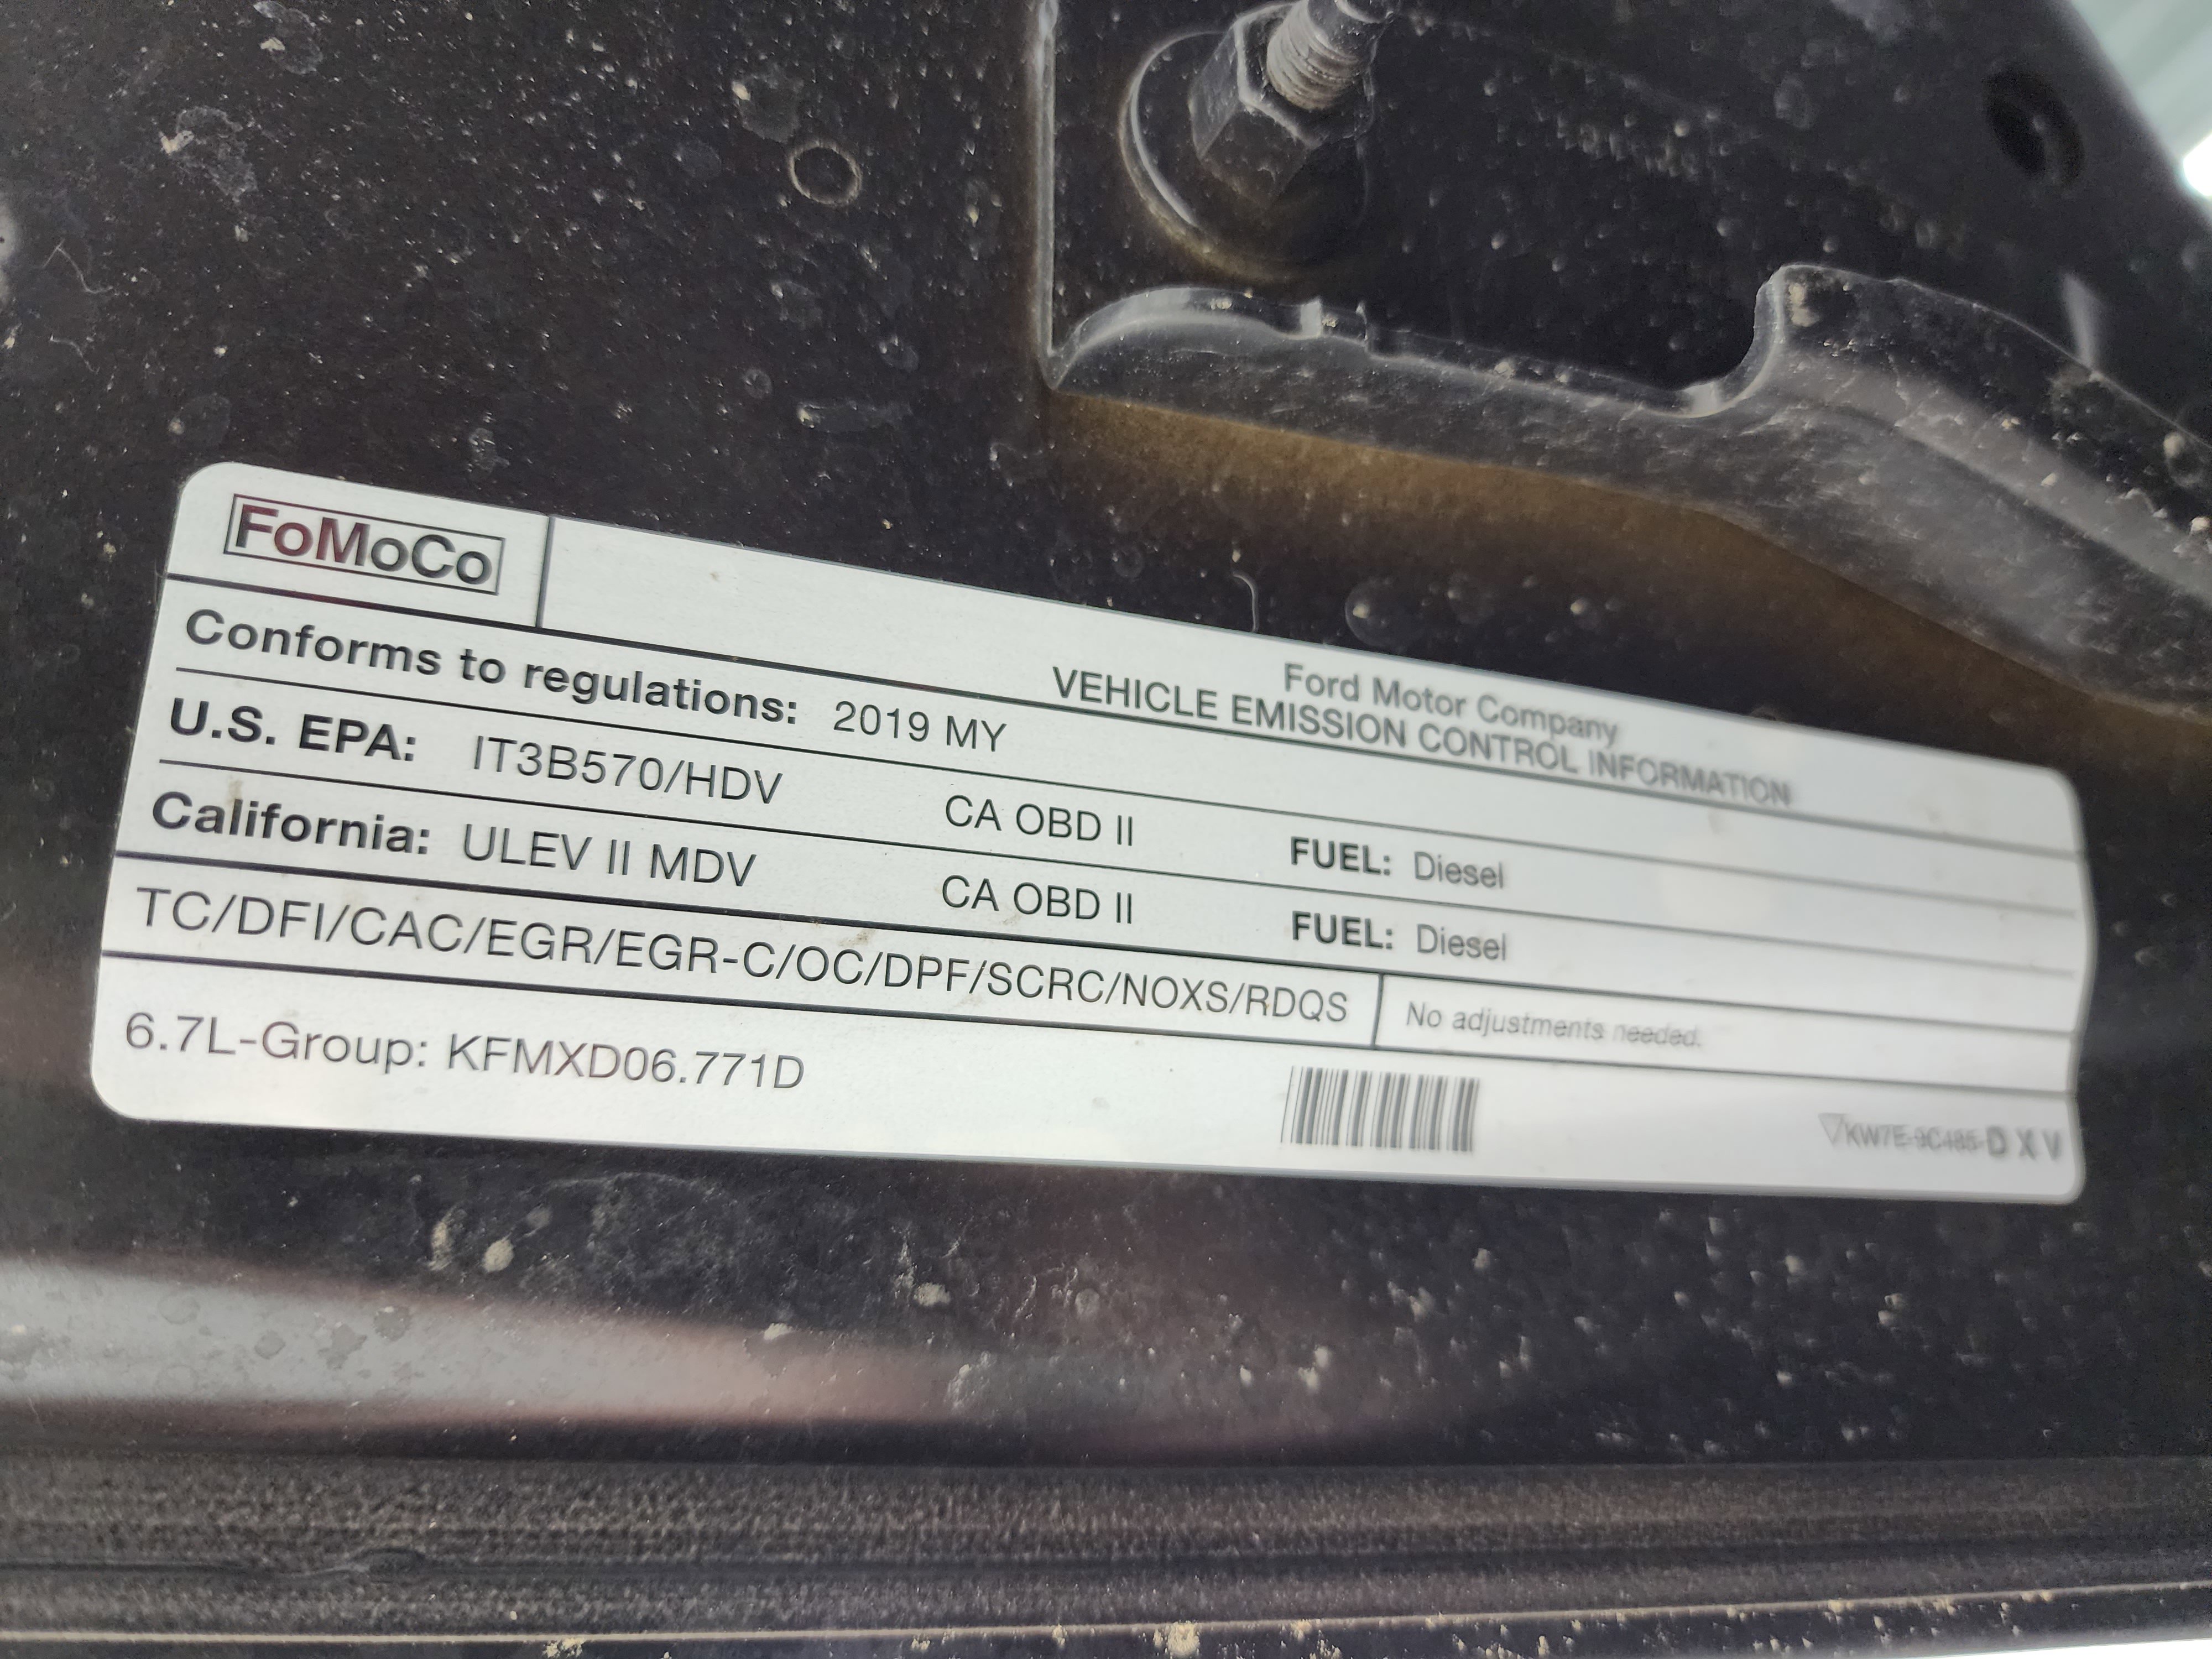 FoMoCo
Ford Motor Company
VEHICLE EMISSION CONTROL INFORMATION
Conforms to regulations: 2019 MY
U.S. EPA: IT3B570/HDV CA OBD II FUEL: Diesel
California: ULEV II MDV CA OBD II FUEL: Diesel
TC/DFI/CAC/EGR/EGR-C/OC/DPF/SCRC/NOXS/RDQS No adjustments needed.
6.7L-Group: KFMXD06.771D
KW7E-9C485-D X V